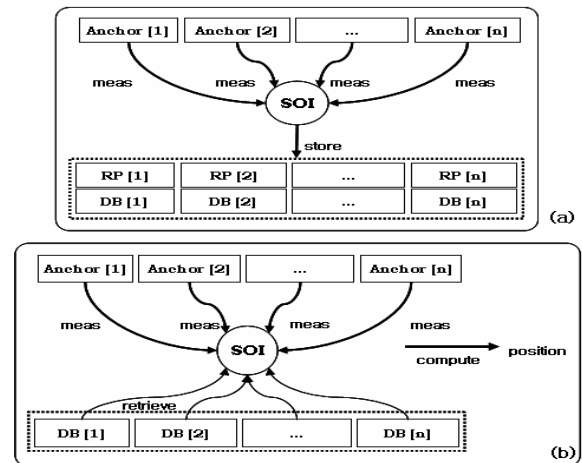 Anchor [1] Anchor [2] ... Anchor [n]
meas meas meas meas
SOI
store
RP [1] RP [2] ... RP [n]
DB [1] DB [2] ... DB [n]
(a)
Anchor [1] Anchor [2] ... Anchor [n]
meas meas meas meas
SOI
compute position
retrieve
DB [1] DB [2] ... DB [n]
(b)